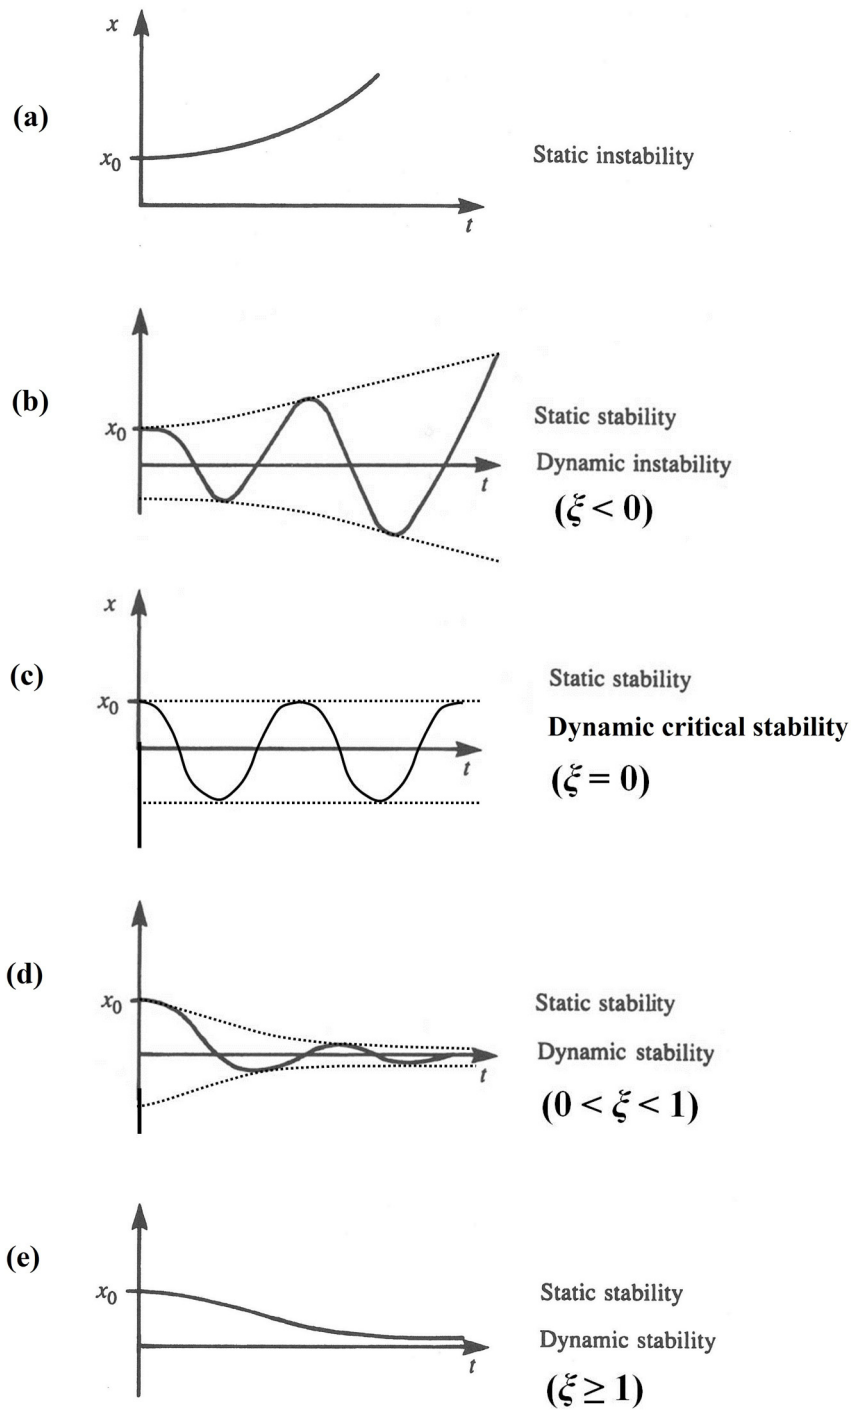 x
(a)
x₀
Static instability
t
(b)
x₀
Static stability
Dynamic instability
t
(ξ < 0)
x
(c)
x₀
Static stability
Dynamic critical stability
t
(ξ = 0)
(d)
x₀
Static stability
Dynamic stability
t
(0 < ξ < 1)
(e)
x₀
Static stability
Dynamic stability
t
(ξ ≥ 1)